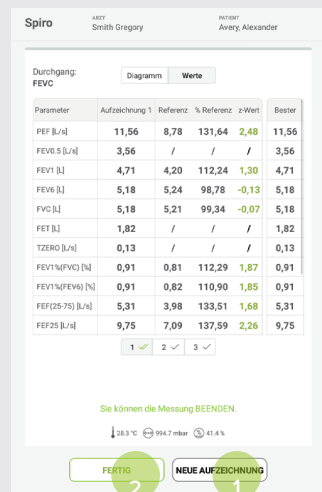 Spiro
ARZT
Smith Gregory
PATIENT
Avery, Alexander
Durchgang:
FEVC
Diagramm Werte
Parameter Aufzeichnung 1 Referenz % Referenz z-Wert Bester
PEF [L/s] 11,56 8,78 131,64 2,48 11,56
FEV0.5 [L/s] 3,56 / / / 3,56
FEV1 [L] 4,71 4,20 112,24 1,30 4,71
FEV6 [L] 5,18 5,24 98,78 -0,13 5,18
FVC [L] 5,18 5,21 99,34 -0,07 5,18
FET [L] 1,82 / / / 1,82
TZERO [L/s] 0,13 / / / 0,13
FEV1%(FVC) [%] 0,91 0,81 112,29 1,87 0,91
FEV1%(FEV6) [%] 0,91 0,82 110,90 1,85 0,91
FEF(25-75) [L/s] 5,31 3,98 133,51 1,68 5,31
FEF25 [L/s] 9,75 7,09 137,59 2,26 9,75
1 2 3
Sie können die Messung BEENDEN.
28.3 °C 994.7 mbar 41.4 %
FERTIG NEUE AUFZEICHNUNG
2 1